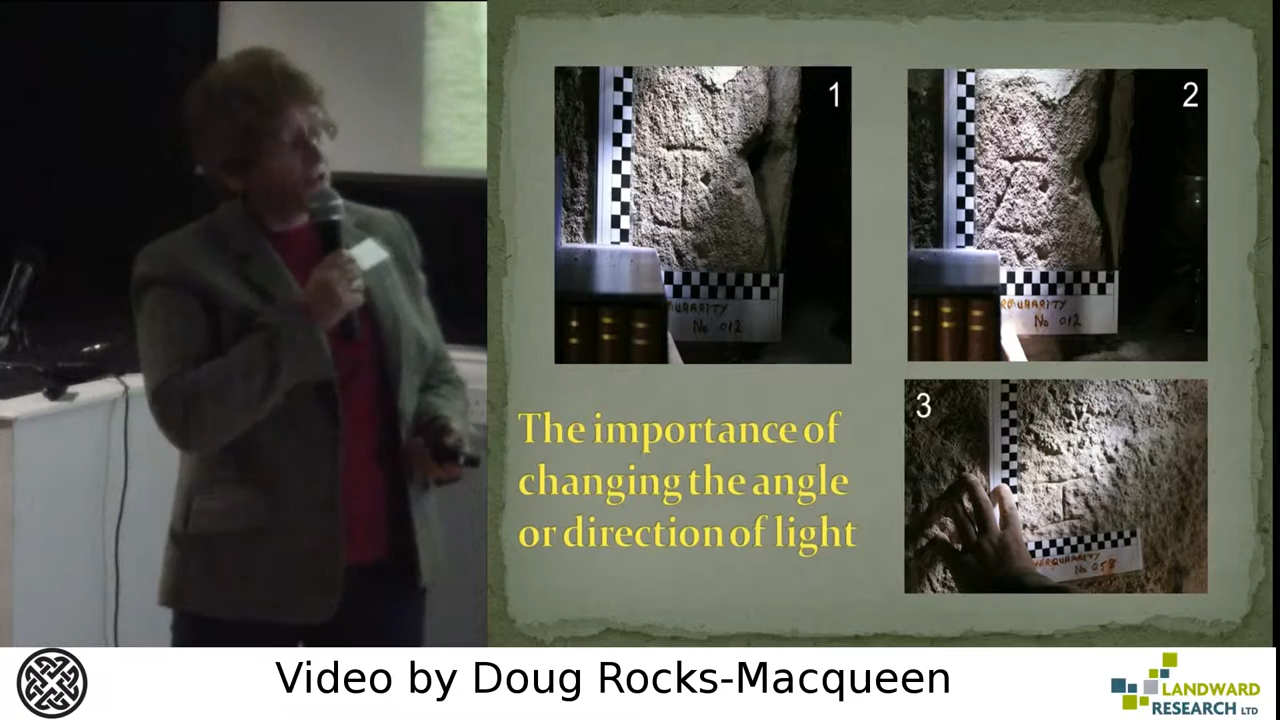 1
2
The importance of
changing the angle
or direction of light
3
No 012
No 012
No 058
Video by Doug Rocks-Macqueen
LANDWARD
RESEARCH LTD